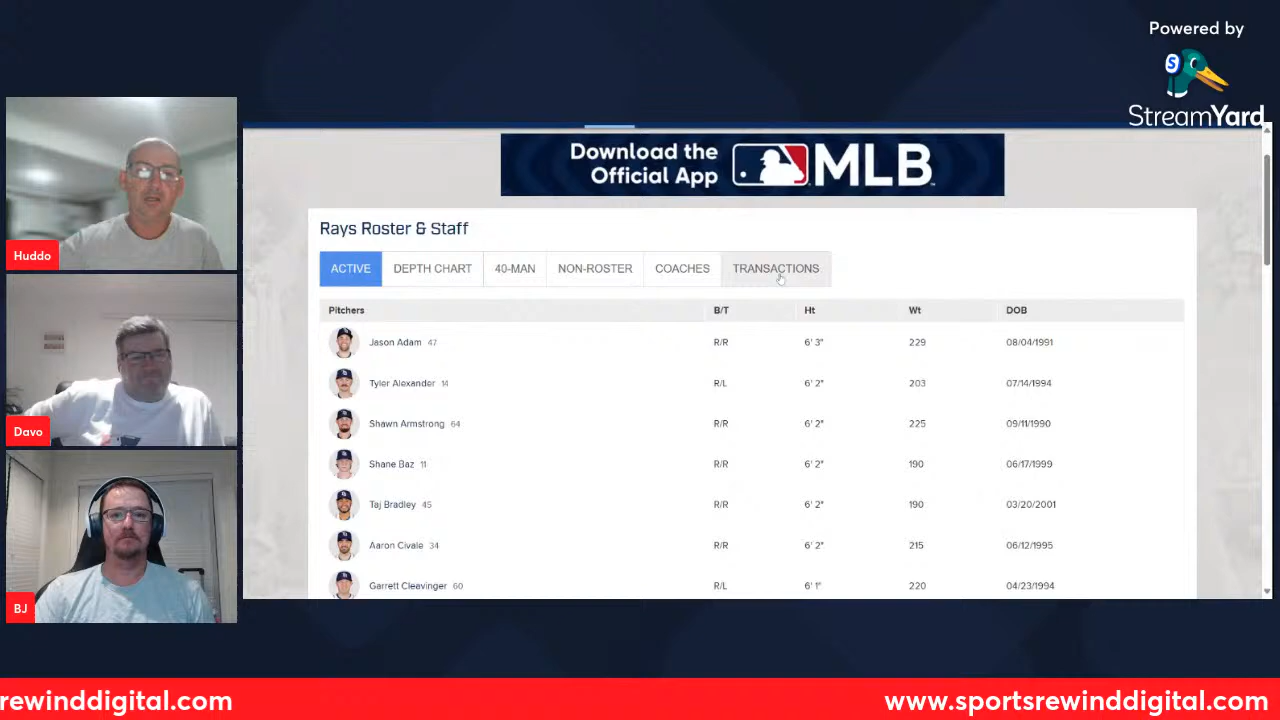 Powered by
S
StreamYard
Download the
Official App
MLB
Rays Roster & Staff
ACTIVE DEPTH CHART 40-MAN NON-ROSTER COACHES TRANSACTIONS
Pitchers B/T Ht Wt DOB
Jason Adam 47 R/R 6' 3" 229 08/04/1991
Tyler Alexander 14 R/L 6' 2" 203 07/14/1994
Shawn Armstrong 64 R/R 6' 2" 225 09/11/1990
Shane Baz 11 R/R 6' 2" 190 06/17/1999
Taj Bradley 45 R/R 6' 2" 190 03/20/2001
Aaron Civale 34 R/R 6' 2" 215 06/12/1995
Garrett Cleavinger 60 R/L 6' 1" 220 04/23/1994
Huddo
Davo
BJ
rewinddigital.com
www.sportsrewinddigital.com